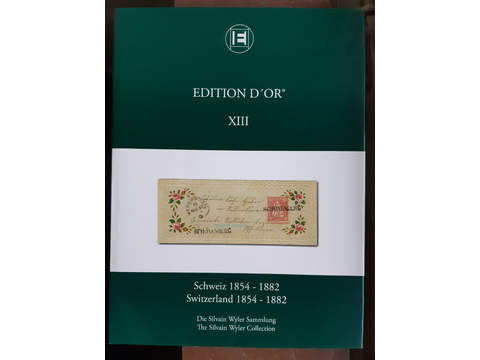 E
EDITION D´OR®
XIII
Schweiz 1854 - 1882
Switzerland 1854 - 1882
Die Silvain Wyler Sammlung
The Silvain Wyler Collection